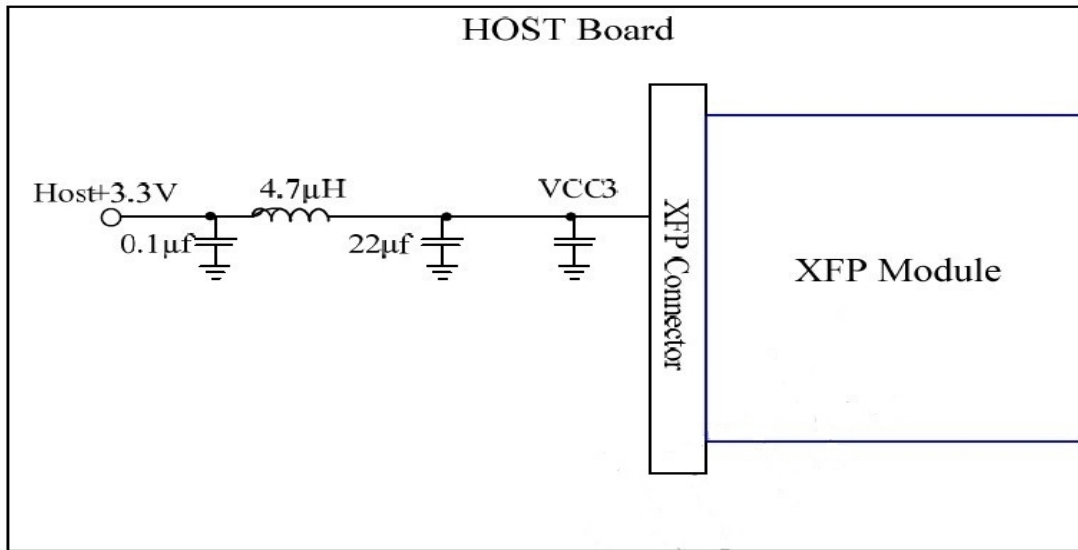 HOST Board
Host+3.3V
4.7μH
VCC3
0.1μf
22μf
XFP Connector
XFP Module